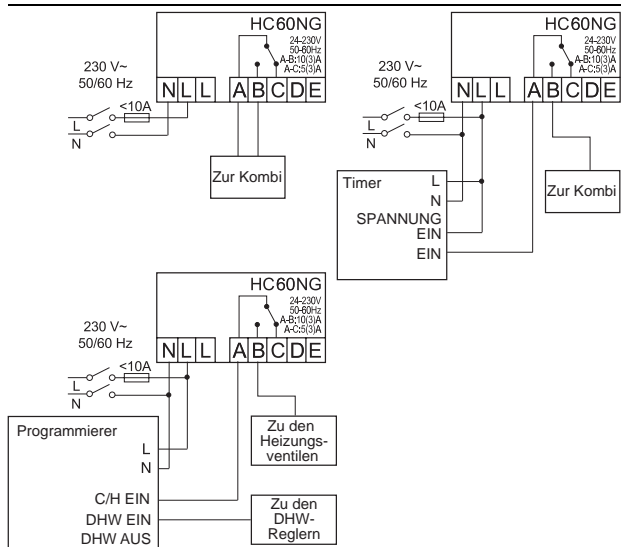 HC60NG
24-230V
50-60Hz
A-B:10(3)A
A-C:5(3)A
230 V~
50/60 Hz
N L L A B C D E
<10A
L
N
Zur Kombi
HC60NG
24-230V
50-60Hz
A-B:10(3)A
A-C:5(3)A
230 V~
50/60 Hz
N L L A B C D E
<10A
L
N
Timer
L
N
SPANNUNG
EIN
EIN
Zur Kombi
HC60NG
24-230V
50-60Hz
A-B:10(3)A
A-C:5(3)A
230 V~
50/60 Hz
N L L A B C D E
<10A
L
N
Programmierer
L
N
C/H EIN
DHW EIN
DHW AUS
Zu den
Heizungs-
ventilen
Zu den
DHW-
Reglern